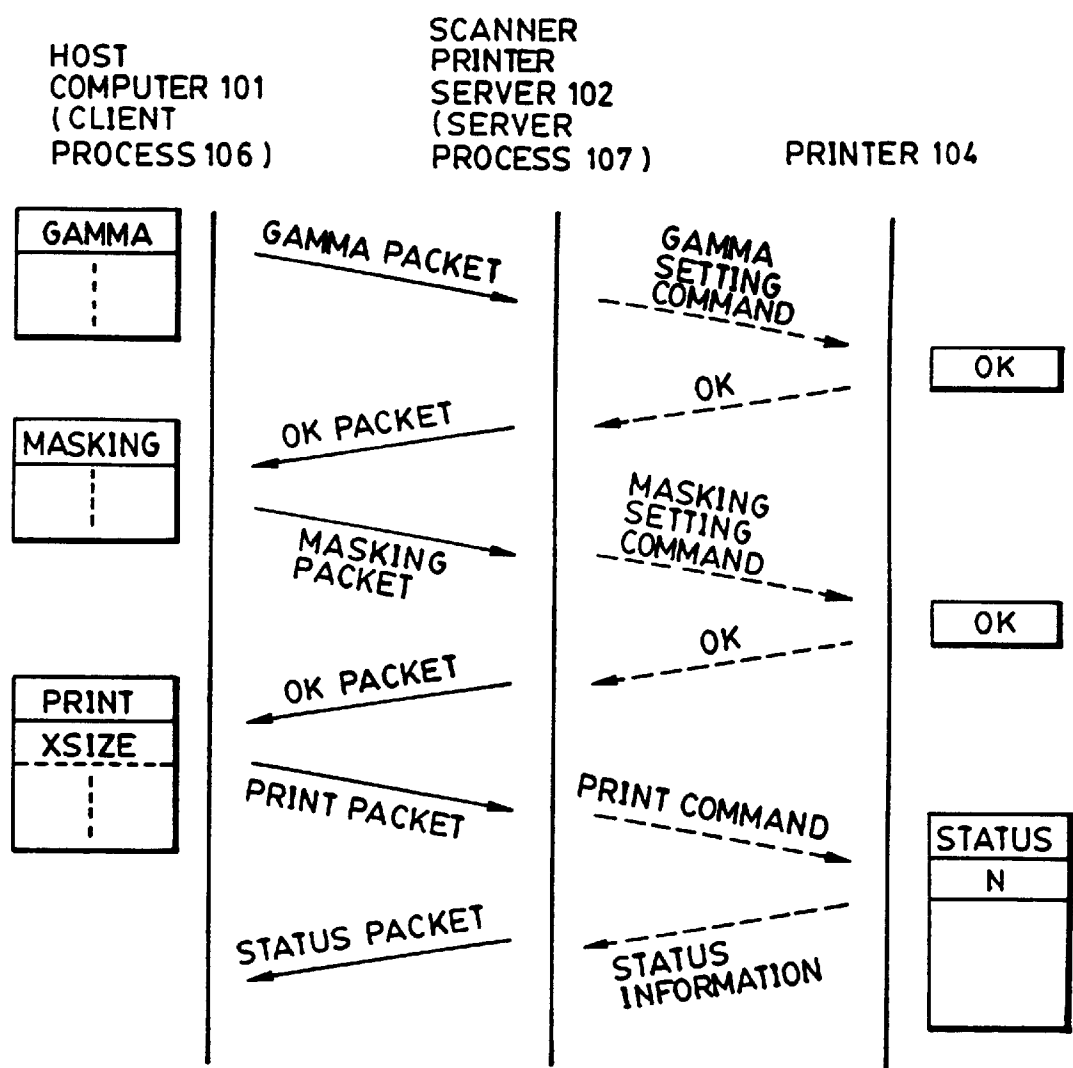 HOST
COMPUTER 101
(CLIENT
PROCESS 106)
SCANNER
PRINTER
SERVER 102
(SERVER
PROCESS 107)
PRINTER 104
GAMMA
GAMMA PACKET
GAMMA
SETTING
COMMAND
OK
OK
OK PACKET
MASKING
MASKING
PACKET
MASKING
SETTING
COMMAND
OK
OK
OK PACKET
PRINT
XSIZE
PRINT PACKET
PRINT COMMAND
STATUS
N
STATUS PACKET
STATUS
INFORMATION